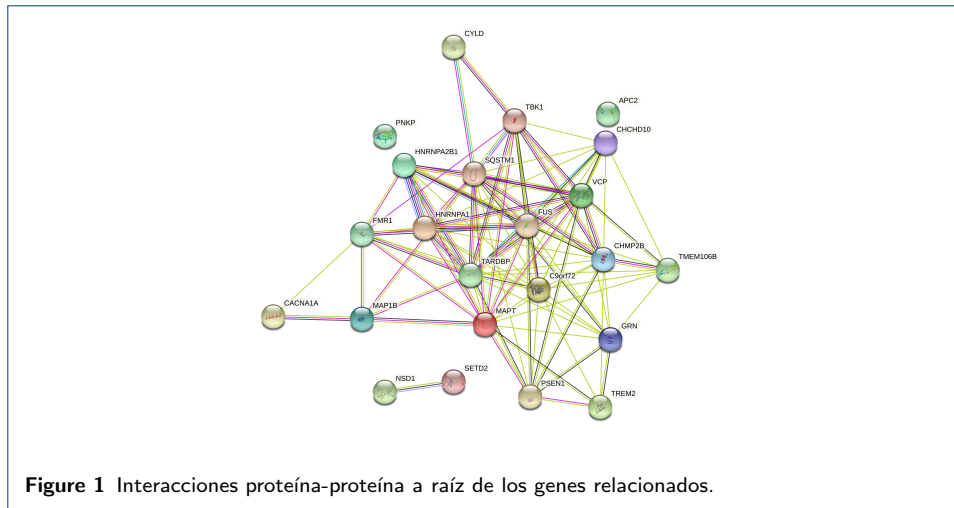 CYLD
TBK1
APC2
PNKP
CHCHD10
HNRNPA2B1
SQSTM1
VCP
HNRNPA1
FUS
FMR1
CHMP2B
TMEM106B
TARDBP
C9orf72
CACNA1A
MAP1B
MAPT
GRN
NSD1
SETD2
PSEN1
TREM2
Figure 1 Interacciones proteína-proteína a raíz de los genes relacionados.